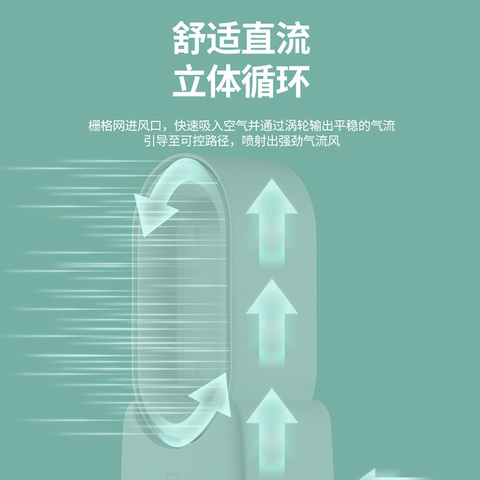 舒适直流
立体循环
栅格网进风口，快速吸入空气并通过涡轮输出平稳的气流
引导至可控路径，喷射出强劲气流风